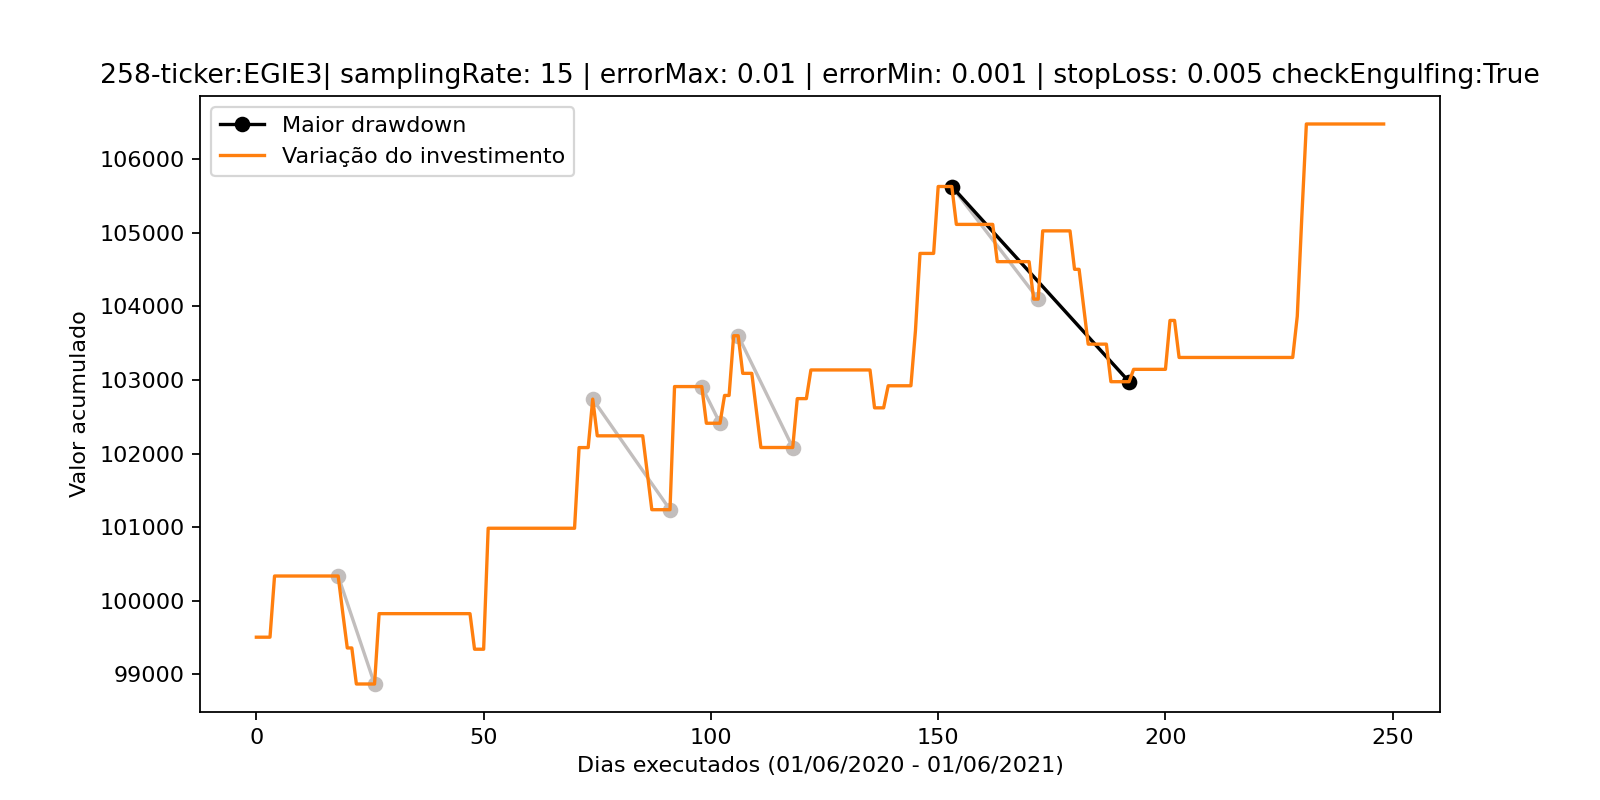 258-ticker:EGIE3| samplingRate: 15 | errorMax: 0.01 | errorMin: 0.001 | stopLoss: 0.005 checkEngulfing:True
Maior drawdown
Variação do investimento
106000
105000
104000
103000
102000
101000
100000
99000
Valor acumulado
0 50 100 150 200 250
Dias executados (01/06/2020 - 01/06/2021)